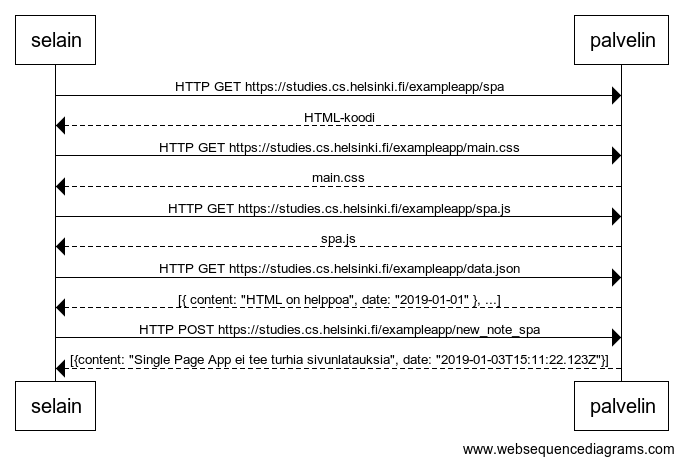 selain palvelin
HTTP GET https://studies.cs.helsinki.fi/exampleapp/spa
HTML-koodi
HTTP GET https://studies.cs.helsinki.fi/exampleapp/main.css
main.css
HTTP GET https://studies.cs.helsinki.fi/exampleapp/spa.js
spa.js
HTTP GET https://studies.cs.helsinki.fi/exampleapp/data.json
[{ content: "HTML on helppoa", date: "2019-01-01" }, ...]
HTTP POST https://studies.cs.helsinki.fi/exampleapp/new_note_spa
[{content: "Single Page App ei tee turhia sivunlatauksia", date: "2019-01-03T15:11:22.123Z"}]
selain palvelin
www.websequencediagrams.com